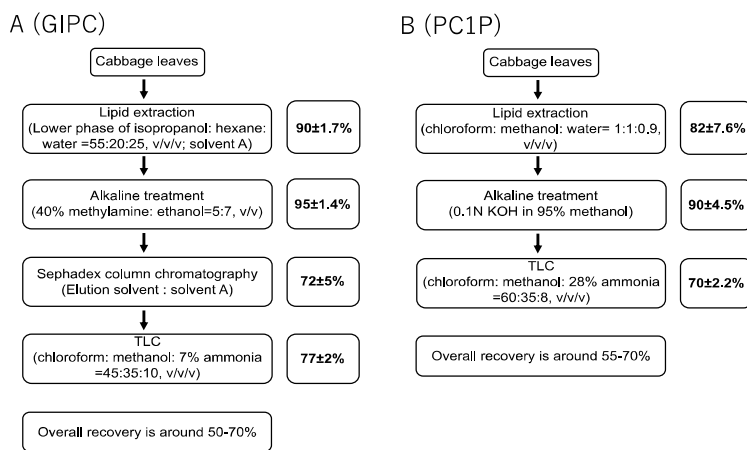 A (GIPC)
Cabbage leaves
Lipid extraction
(Lower phase of isopropanol: hexane:
water =55:20:25, v/v/v; solvent A)
90±1.7%
Alkaline treatment
(40% methylamine: ethanol=5:7, v/v)
95±1.4%
Sephadex column chromatography
(Elution solvent : solvent A)
72±5%
TLC
(chloroform: methanol: 7% ammonia
=45:35:10, v/v/v)
77±2%
Overall recovery is around 50-70%
B (PC1P)
Cabbage leaves
Lipid extraction
(chloroform: methanol: water= 1:1:0.9,
v/v/v)
82±7.6%
Alkaline treatment
(0.1N KOH in 95% methanol)
90±4.5%
TLC
(chloroform: methanol: 28% ammonia
=60:35:8, v/v/v)
70±2.2%
Overall recovery is around 55-70%